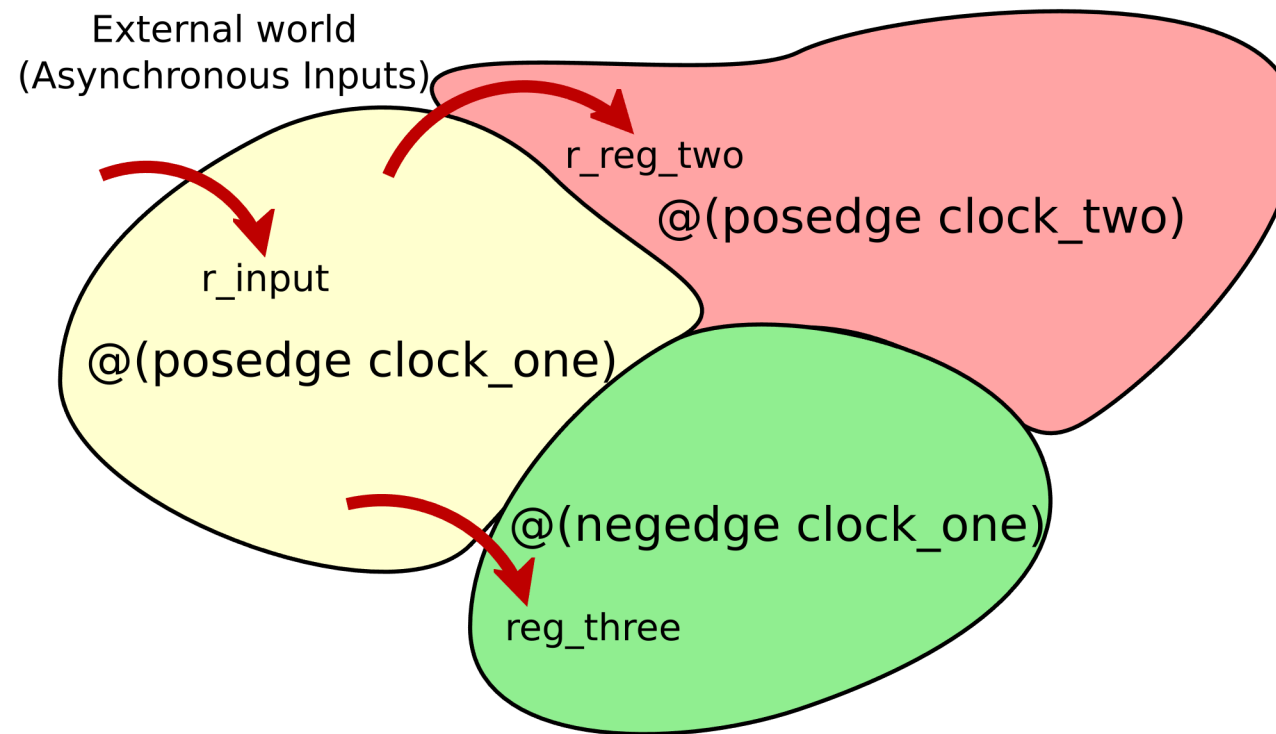 External world
(Asynchronous Inputs)
r_reg_two
@(posedge clock_two)
r_input
@(posedge clock_one)
@(negedge clock_one)
reg_three